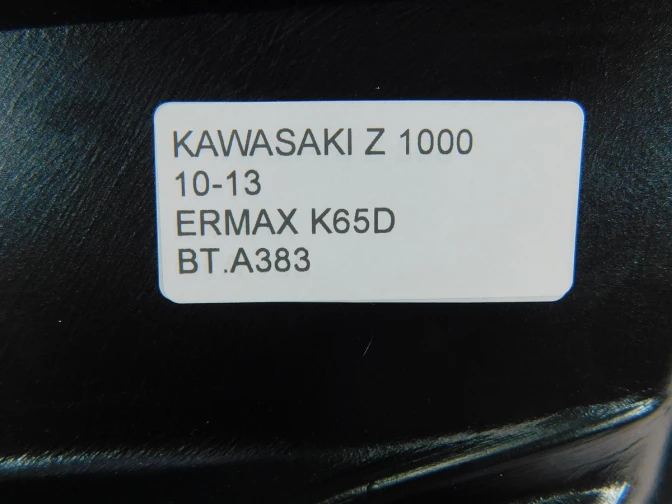 KAWASAKI Z 1000
10-13
ERMAX K65D
BT.A383